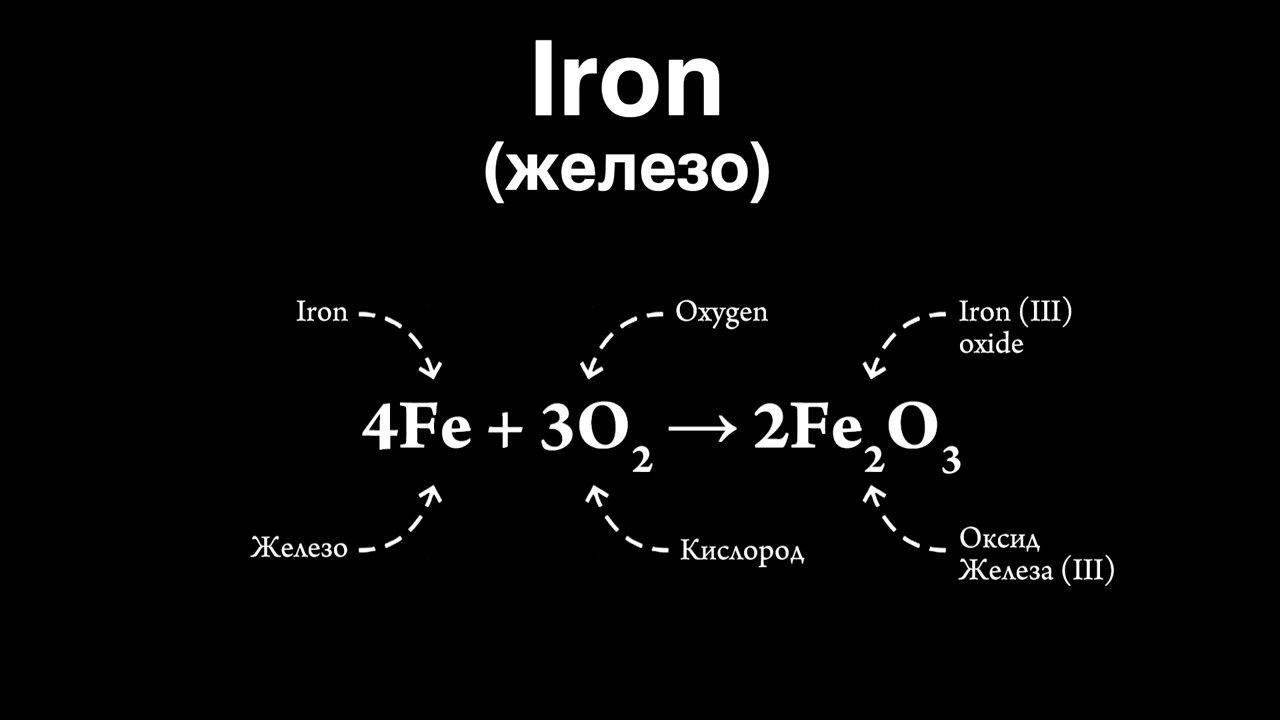 Iron
(железо)
Iron
Oxygen
Iron (III)
oxide
4Fe + 3O₂ → 2Fe₂O₃
Железо
Кислород
Оксид
Железа (III)